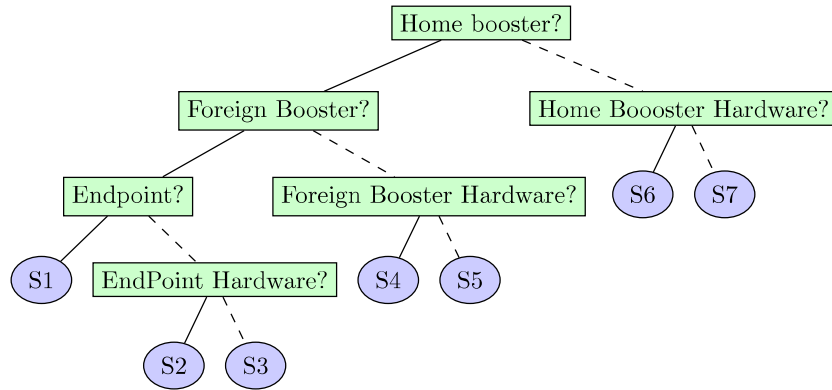 Home booster?
Foreign Booster?
Home Boooster Hardware?
Endpoint?
Foreign Booster Hardware?
S6
S7
S1
EndPoint Hardware?
S4
S5
S2
S3